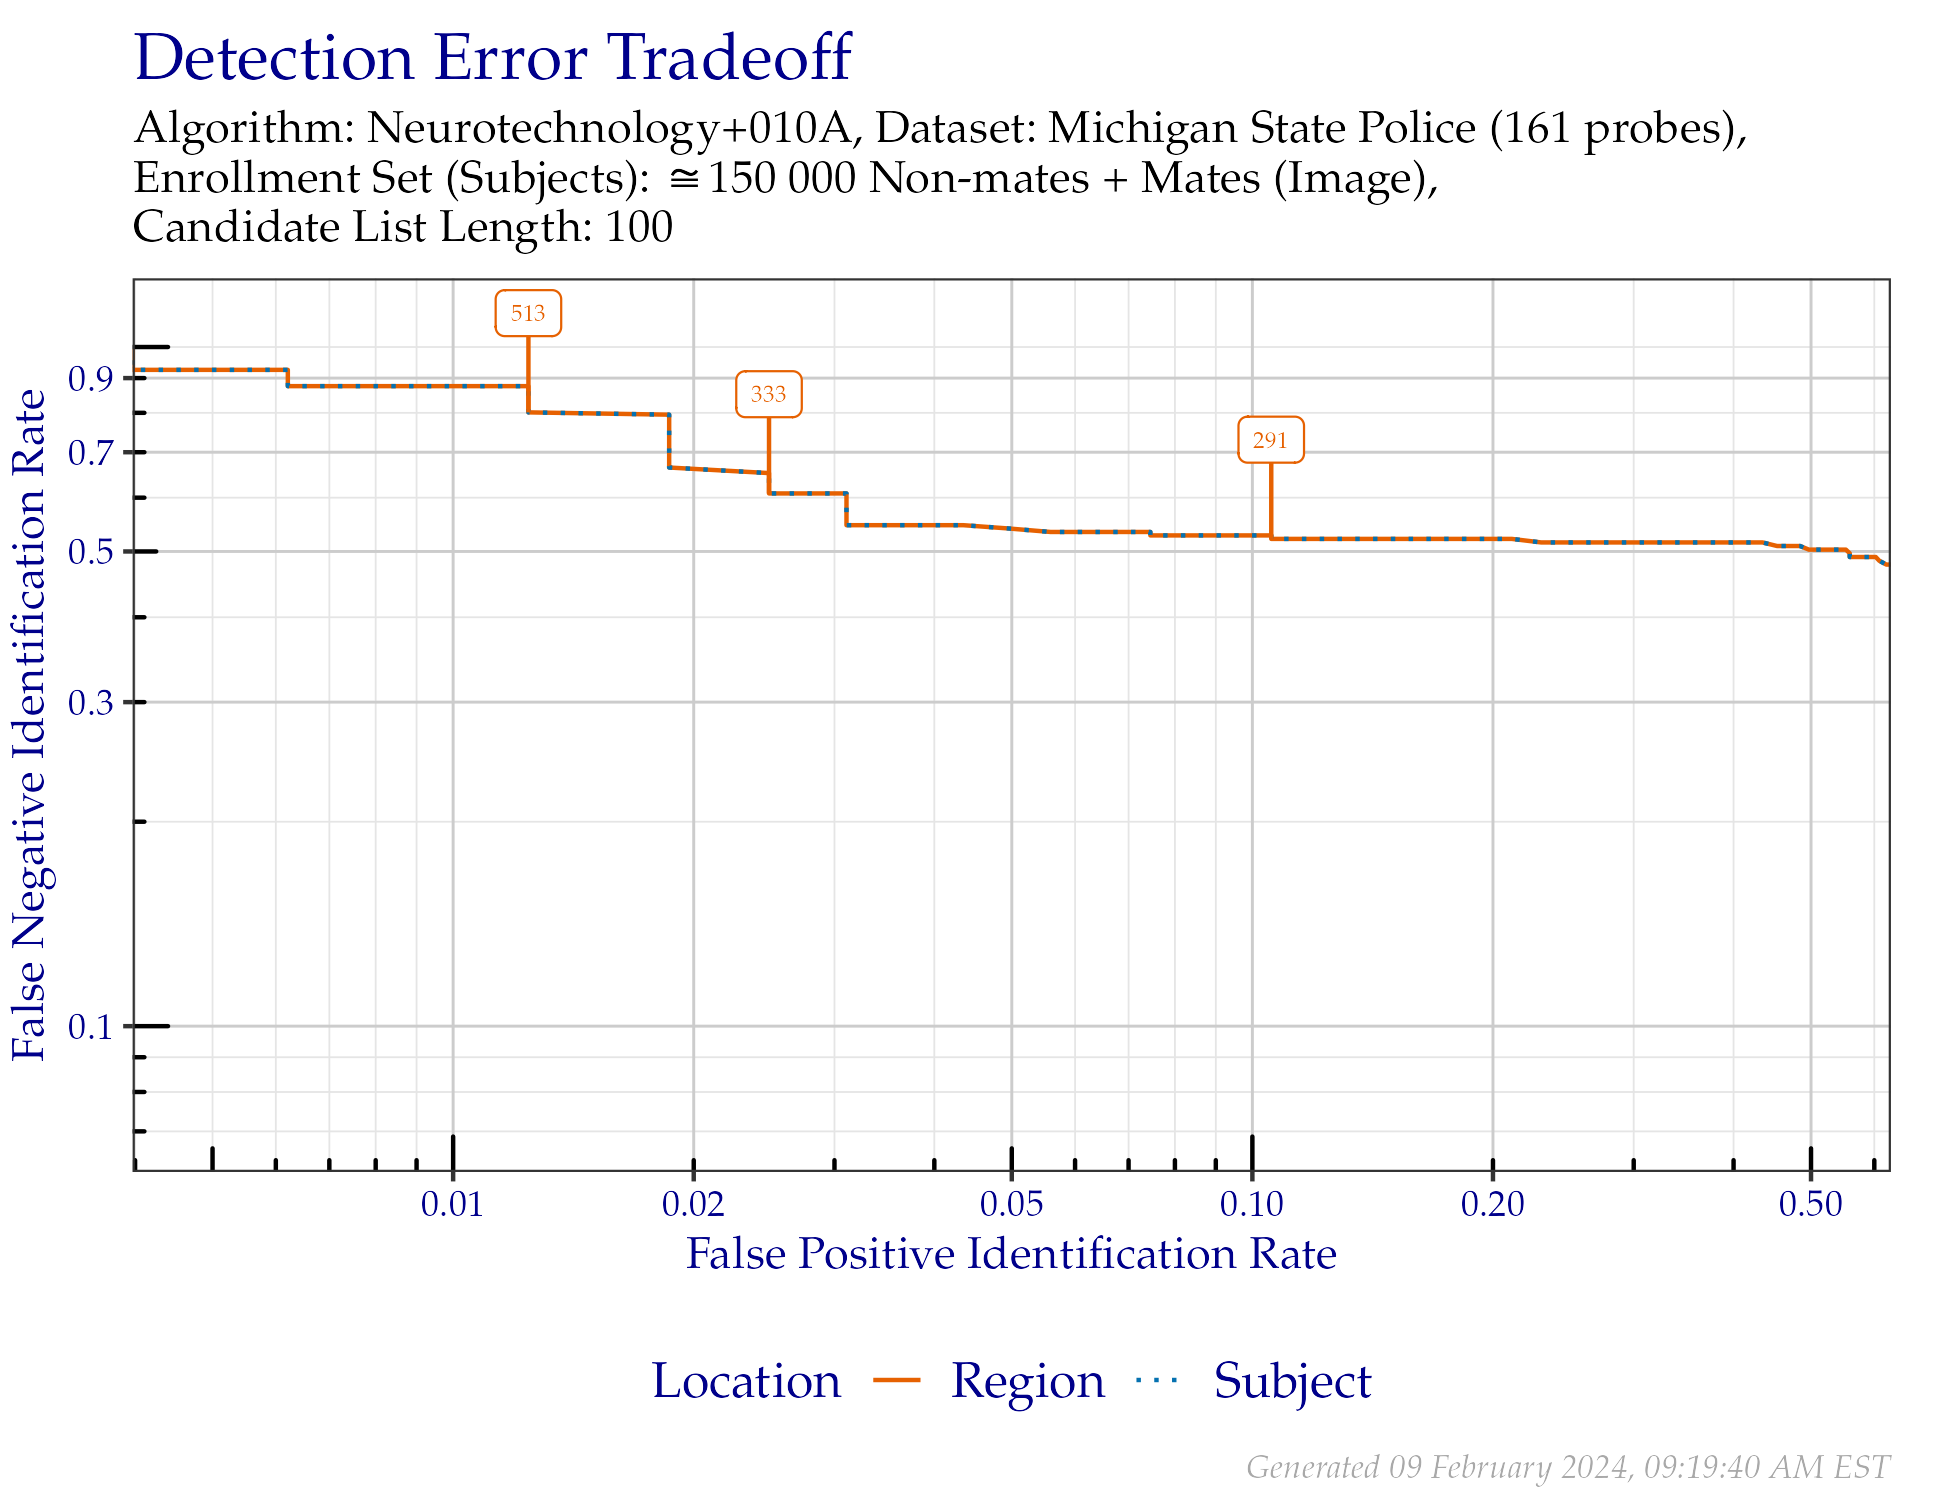 Detection Error Tradeoff
Algorithm: Neurotechnology+010A, Dataset: Michigan State Police (161 probes),
Enrollment Set (Subjects): ≅ 150 000 Non-mates + Mates (Image),
Candidate List Length: 100
513
333
291
0.9
0.7
0.5
0.3
0.1
False Negative Identification Rate
0.01 0.02 0.05 0.10 0.20 0.50
False Positive Identification Rate
Location Region Subject
Generated 09 February 2024, 09:19:40 AM EST